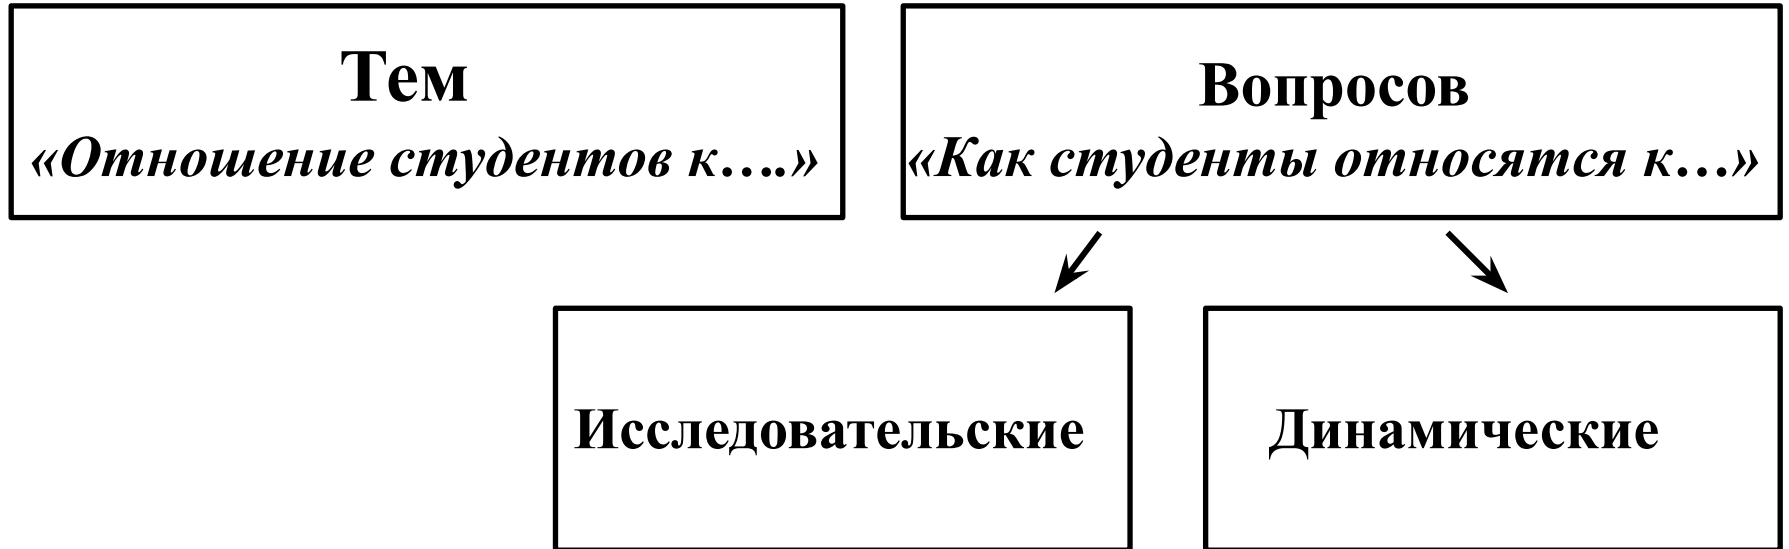 Тем
«Отношение студентов к….»
Вопросов
«Как студенты относятся к…»
Исследовательские
Динамические